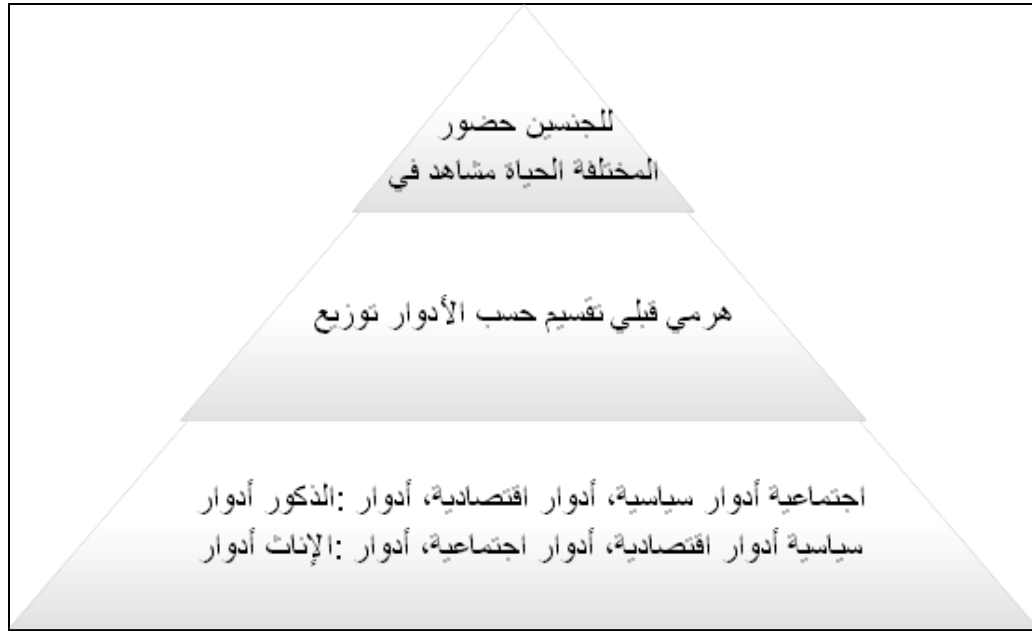 للجنسين حضور
المختلفة الحياة مشاهد في
هرمي قبلي تقسيم حسب الأدوار توزيع
اجتماعية أدوار سياسية، أدوار اقتصادية، أدوار :الذكور أدوار
سياسية أدوار اقتصادية، أدوار اجتماعية، أدوار :الإناث أدوار